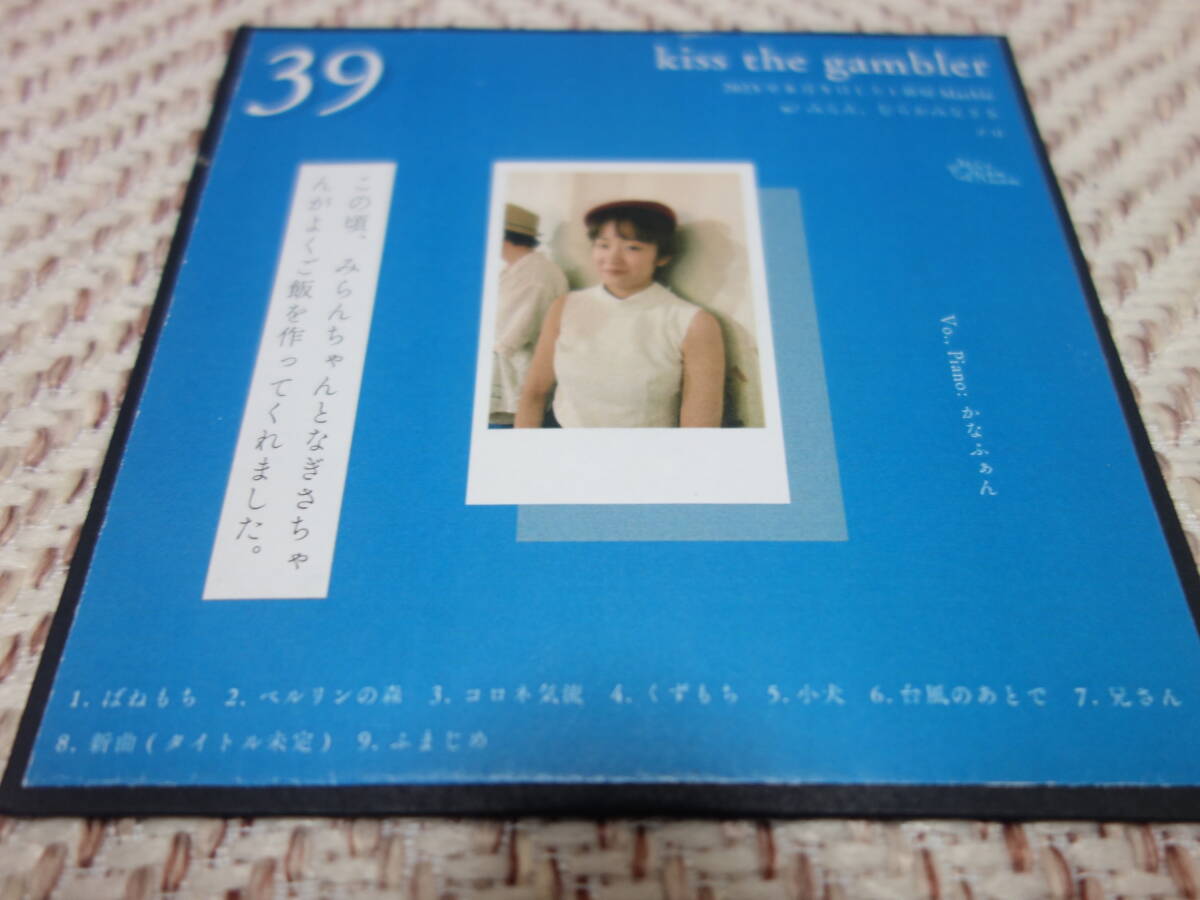 39
kiss the gambler
この頃、みらんちゃんとなぎさちゃ
んがよくご飯を作ってくれました。
Vo., Piano: かなふぁん
1. ばねもち 2. ベルリンの森 3. コロネ気流 4. くずもち 5. 小犬 6. 台風のあとで 7. 兄さん
8. 新曲(タイトル未定) 9. ふまじめ